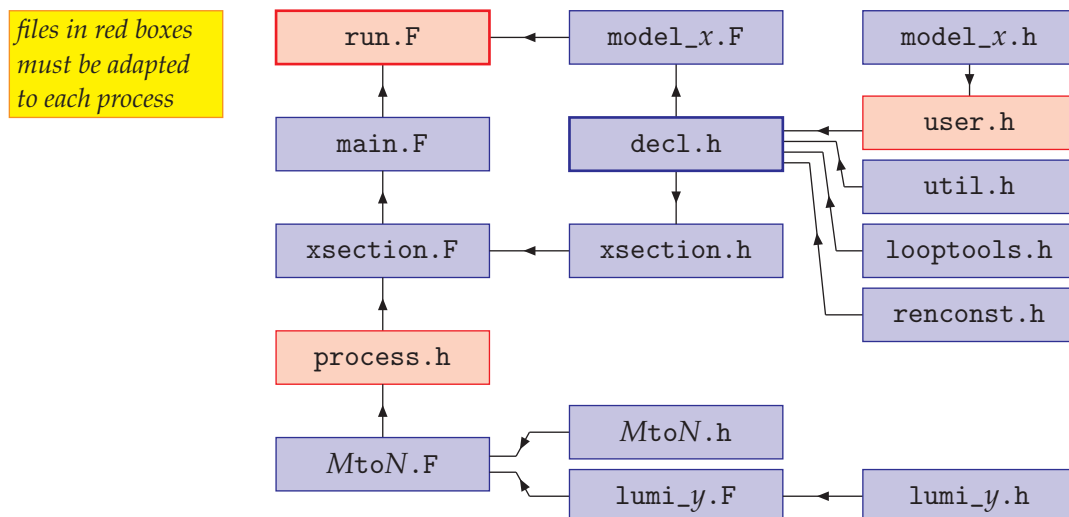 files in red boxes
must be adapted
to each process
run.F
model_x.F
model_x.h
main.F
decl.h
user.h
util.h
xsection.F
xsection.h
looptools.h
renconst.h
process.h
MtoN.F
MtoN.h
lumi_y.F
lumi_y.h